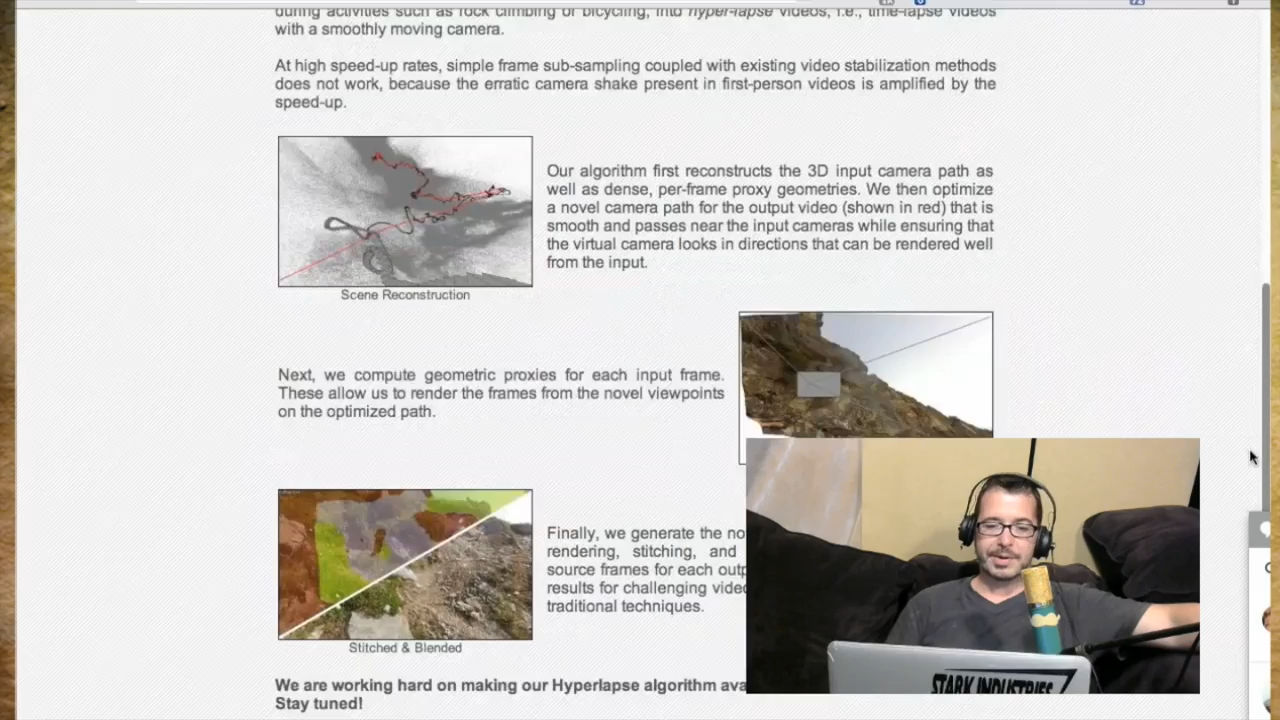 during activities such as rock climbing or bicycling, into hyper-lapse videos, i.e., time-lapse videos
with a smoothly moving camera.
At high speed-up rates, simple frame sub-sampling coupled with existing video stabilization methods
does not work, because the erratic camera shake present in first-person videos is amplified by the
speed-up.
Our algorithm first reconstructs the 3D input camera path as
well as dense, per-frame proxy geometries. We then optimize
a novel camera path for the output video (shown in red) that is
smooth and passes near the input cameras while ensuring that
the virtual camera looks in directions that can be rendered well
from the input.
Scene Reconstruction
Next, we compute geometric proxies for each input frame.
These allow us to render the frames from the novel viewpoints
on the optimized path.
Finally, we generate the no
rendering, stitching, and
source frames for each outp
results for challenging vide
traditional techniques.
Stitched & Blended
We are working hard on making our Hyperlapse algorithm ava
Stay tuned!
STARK INDUSTRIES